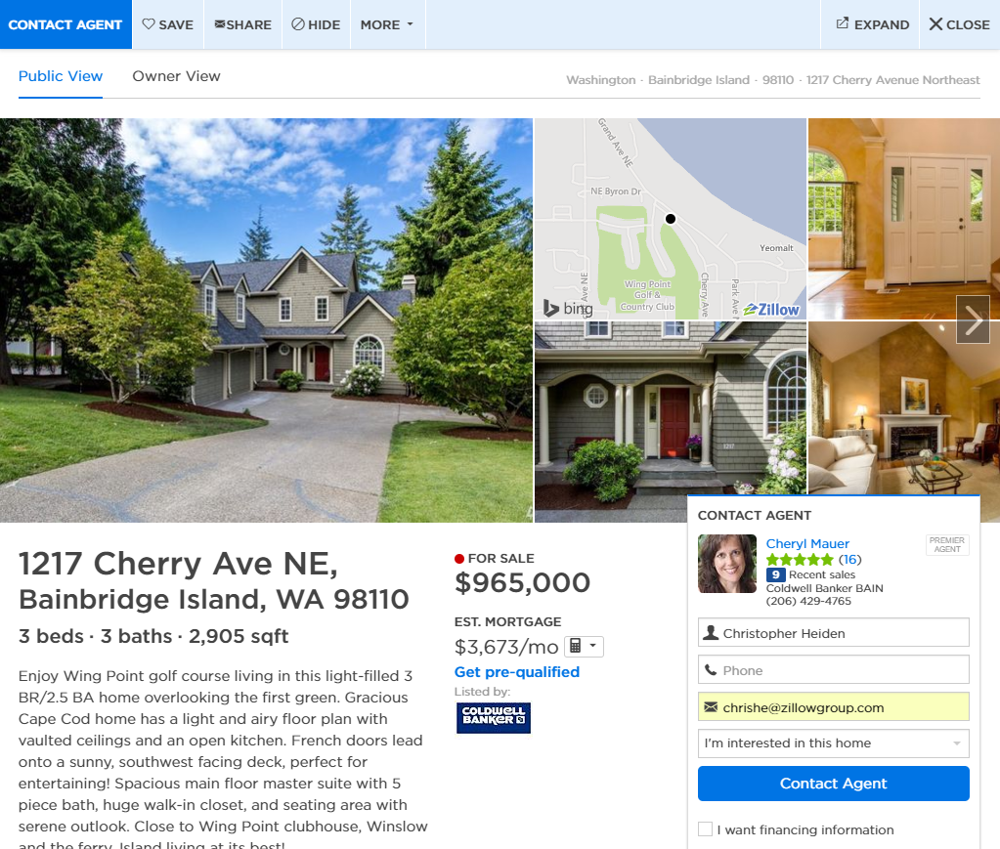 CONTACT AGENT
SAVE
SHARE
HIDE
MORE
EXPAND
CLOSE
Public View
Owner View
Washington · Bainbridge Island · 98110 · 1217 Cherry Avenue Northeast
Grand Ave NE
NE Byron Dr
Yeomalt
Wing Point
Golf &
Country Club
Cherry Ave
Park Ave
Ave NE
bing
Zillow
1217
1217 Cherry Ave NE,
Bainbridge Island, WA 98110
3 beds · 3 baths · 2,905 sqft
Enjoy Wing Point golf course living in this light-filled 3
BR/2.5 BA home overlooking the first green. Gracious
Cape Cod home has a light and airy floor plan with
vaulted ceilings and an open kitchen. French doors lead
onto a sunny, southwest facing deck, perfect for
entertaining! Spacious main floor master suite with 5
piece bath, huge walk-in closet, and seating area with
serene outlook. Close to Wing Point clubhouse, Winslow
and the ferry. Island living at its best!
FOR SALE
$965,000
EST. MORTGAGE
$3,673/mo
Get pre-qualified
Listed by:
COLDWELL
BANKER
CONTACT AGENT
Cheryl Mauer
(16)
9 Recent sales
Coldwell Banker BAIN
(206) 429-4765
PREMIER
AGENT
Christopher Heiden
Phone
chrishe@zillowgroup.com
I'm interested in this home
Contact Agent
I want financing information